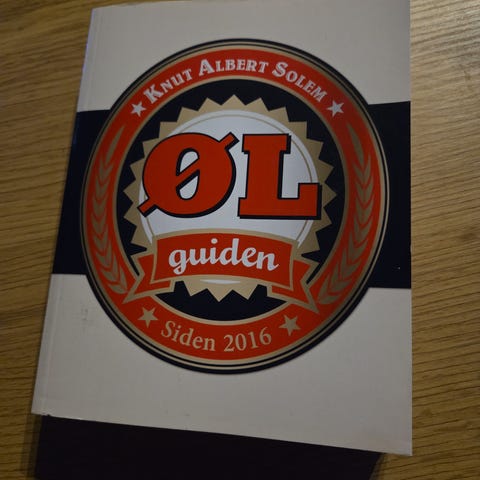 KNUT ALBERT SOLEM
ØL
guiden
Siden 2016